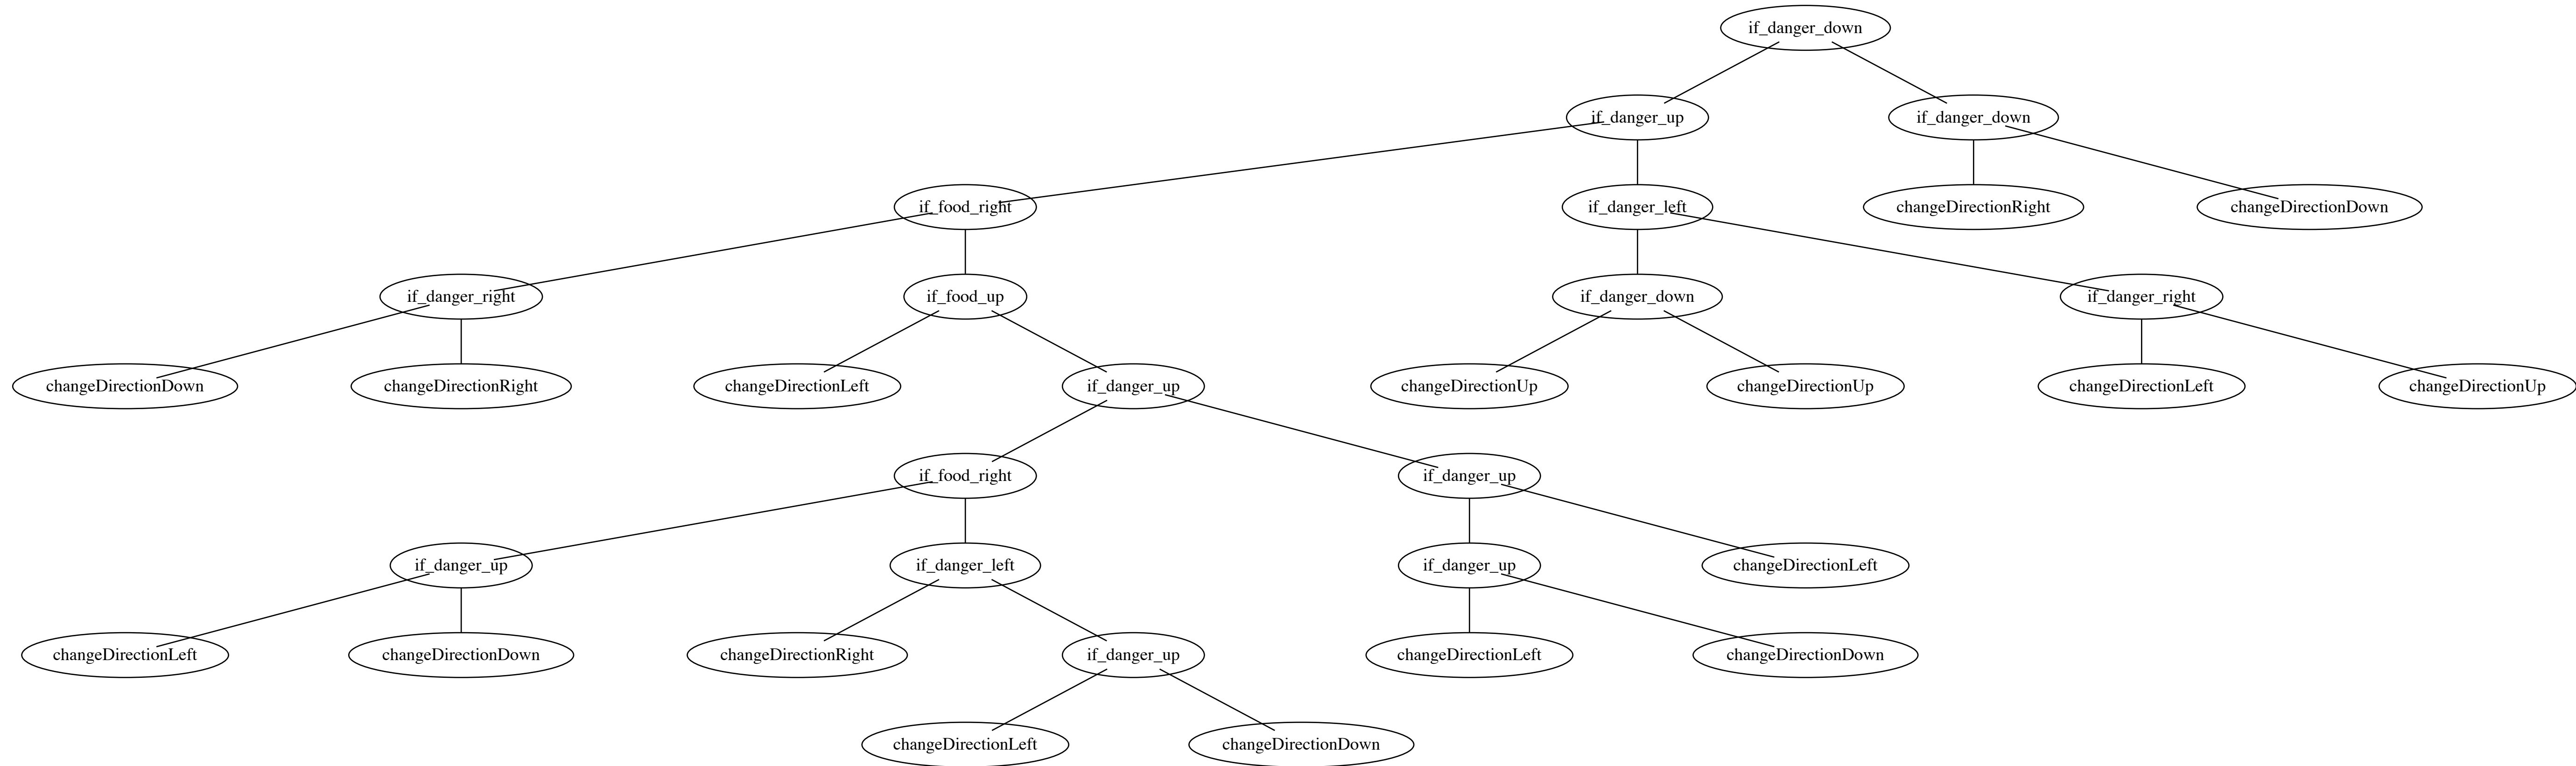 if_danger_down
if_danger_up if_danger_down
if_food_right if_danger_left changeDirectionRight changeDirectionDown
if_danger_right if_food_up if_danger_down if_danger_right
changeDirectionDown changeDirectionRight changeDirectionLeft if_danger_up changeDirectionUp changeDirectionUp changeDirectionLeft changeDirectionUp
if_food_right if_danger_up
if_danger_up if_danger_left if_danger_up changeDirectionLeft
changeDirectionLeft changeDirectionDown changeDirectionRight if_danger_up changeDirectionLeft changeDirectionDown
changeDirectionLeft changeDirectionDown